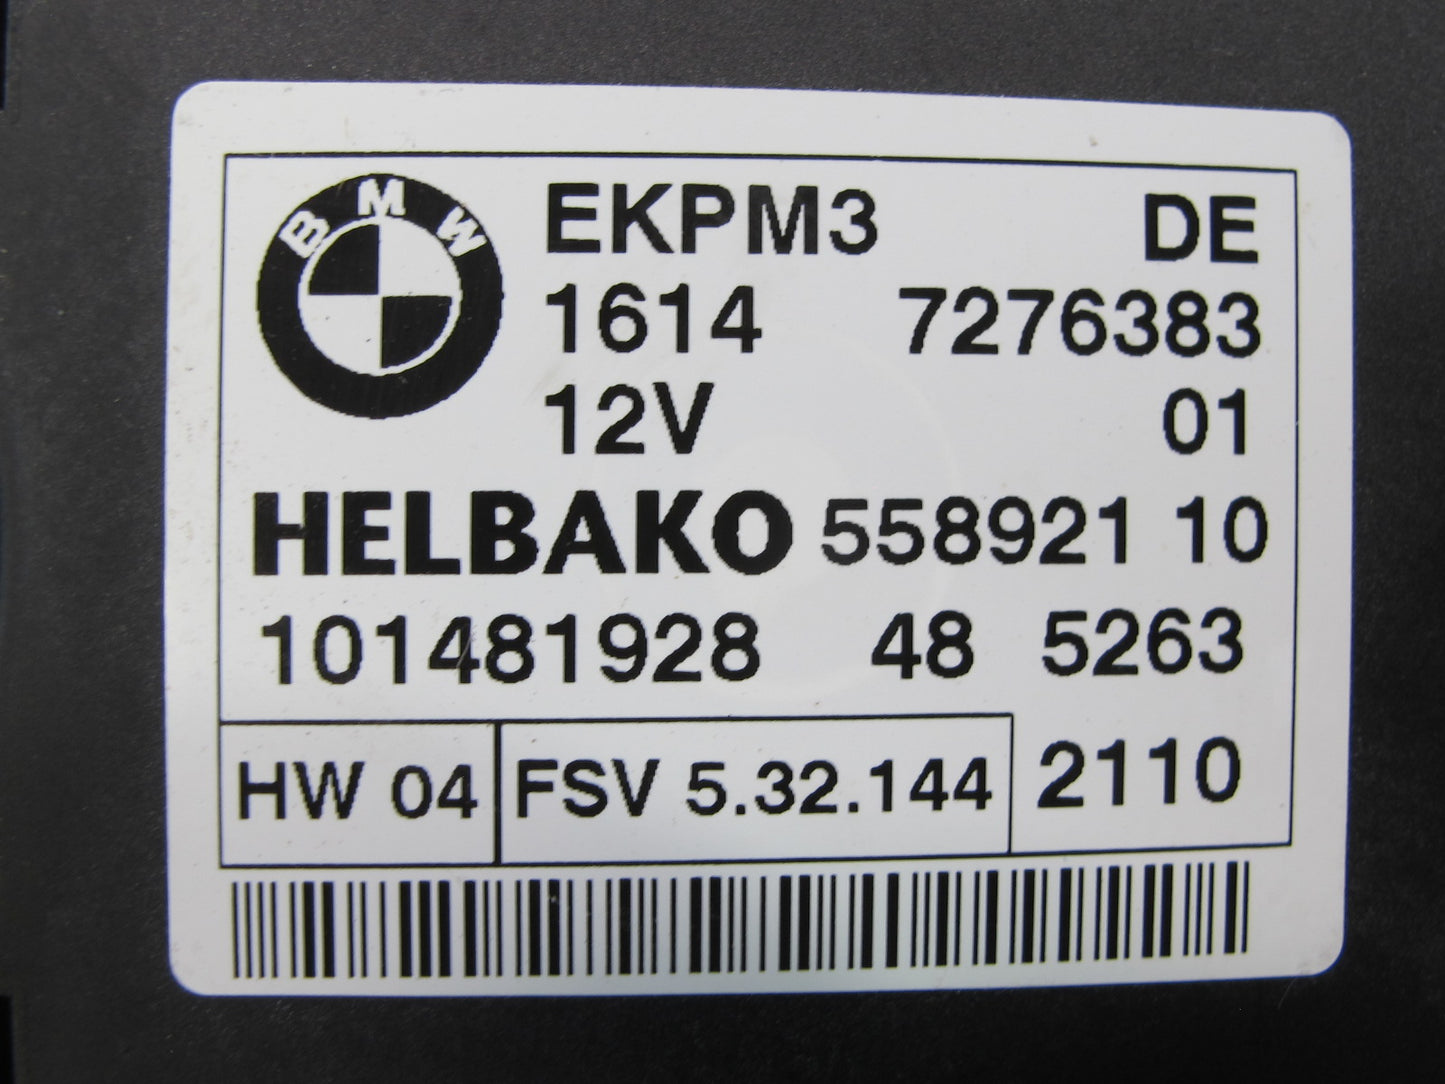 BMW
EKPM3 DE
1614 7276383
12V 01
HELBAKO 558921 10
101481928 48 5263
HW 04 FSV 5.32.144 2110